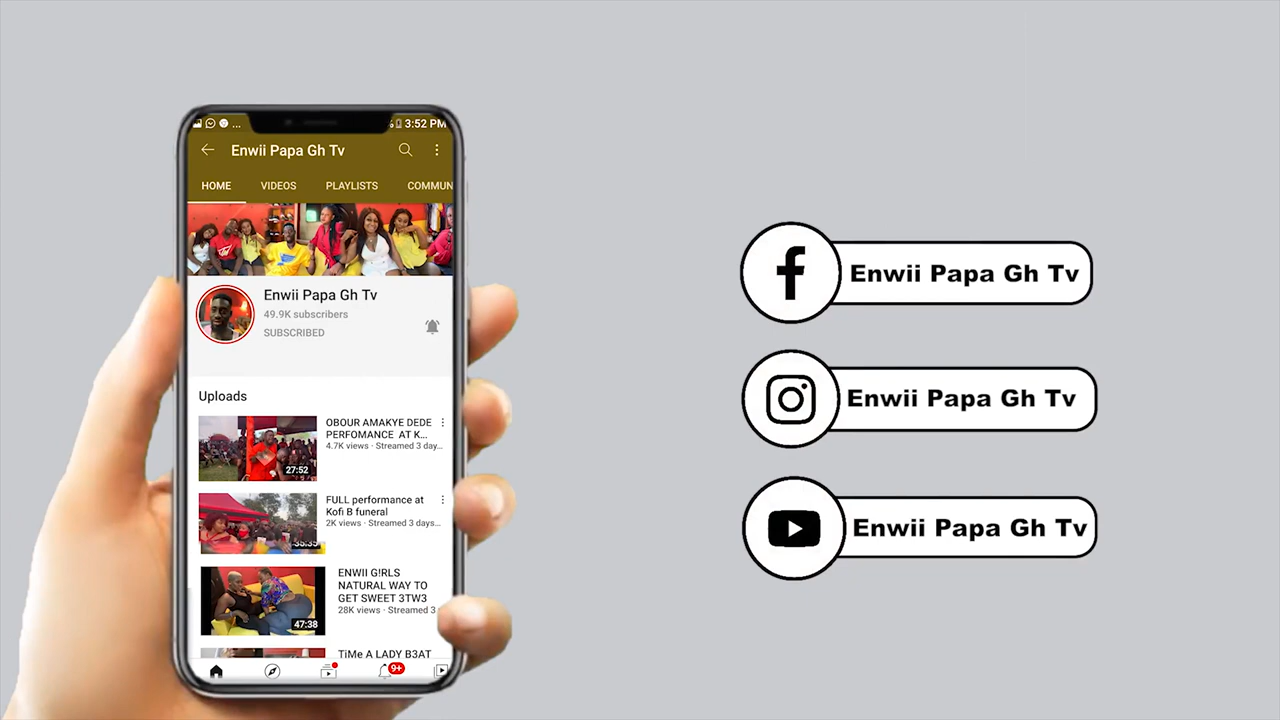 ... 3:52 PM
Enwii Papa Gh Tv
HOME VIDEOS PLAYLISTS COMMUN
Enwii Papa Gh Tv
49.9K subscribers
SUBSCRIBED
Uploads
OBOUR AMAKYE DEDE
PERFOMANCE AT K...
4.7K views · Streamed 3 day...
27:52
FULL performance at
Kofi B funeral
2K views · Streamed 3 days...
35:35
ENWII G!RLS
NATURAL WAY TO
GET SWEET 3TW3
28K views · Streamed 3
47:38
TiMe A LADY B3AT
9+
Enwii Papa Gh Tv
Enwii Papa Gh Tv
Enwii Papa Gh Tv